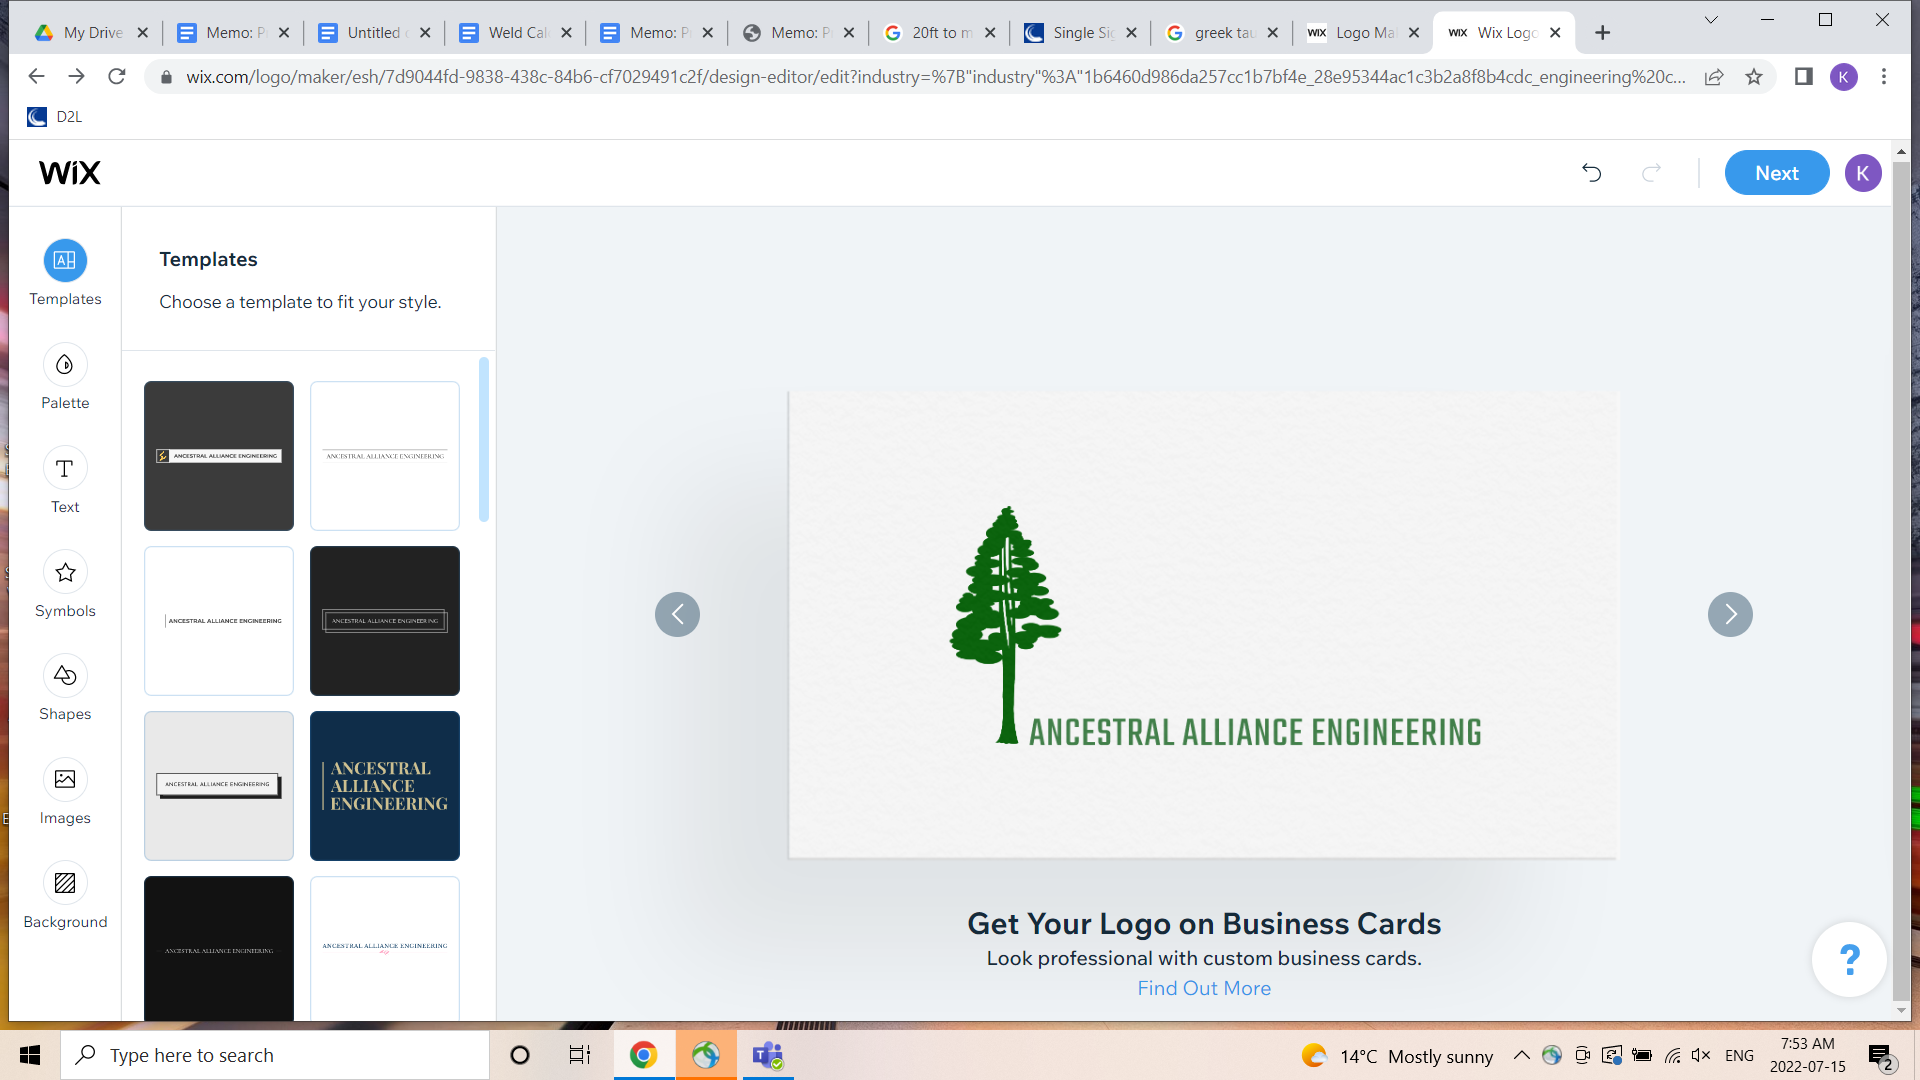 My Drive
Memo: P
Untitled
Weld Cal
Memo: P
Memo: P
20ft to m
Single Sig
greek tau
WIX Logo Ma
WIX Wix Logo
wix.com/logo/maker/esh/7d9044fd-9838-438c-84b6-cf7029491c2f/design-editor/edit?industry=%7B"industry"%3A"1b6460d986da257cc1b7bf4e_28e95344ac1c3b2a8f8b4cdc_engineering%20c...
K
D2L
WiX
Next
K
Templates
Palette
Text
Symbols
Shapes
Images
Background
Templates
Choose a template to fit your style.
ANCESTRAL ALLIANCE ENGINEERING
ANCESTRAL ALLIANCE ENGINEERING
ANCESTRAL ALLIANCE ENGINEERING
ANCESTRAL ALLIANCE ENGINEERING
ANCESTRAL ALLIANCE ENGINEERING
ANCESTRAL
ALLIANCE
ENGINEERING
ANCESTRAL ALLIANCE ENGINEERING
ANCESTRAL ALLIANCE ENGINEERING
ANCESTRAL ALLIANCE ENGINEERING
Get Your Logo on Business Cards
Look professional with custom business cards.
Find Out More
?
Type here to search
14°C Mostly sunny
ENG
7:53 AM
2022-07-15
2